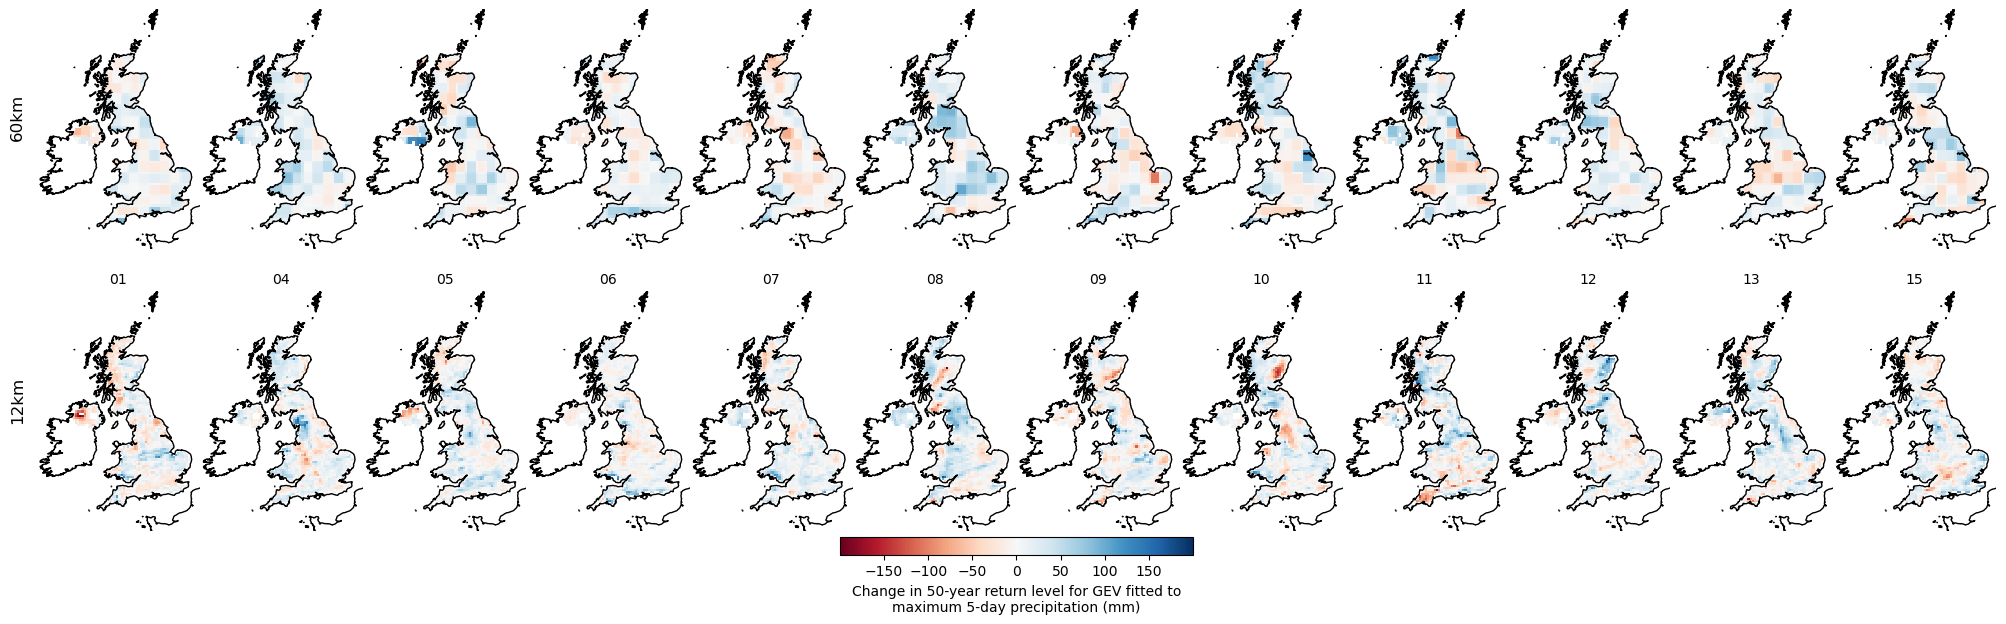 60km
01 04 05 06 07 08 09 10 11 12 13 15
12km
−150 −100 −50 0 50 100 150
Change in 50-year return level for GEV fitted to
maximum 5-day precipitation (mm)